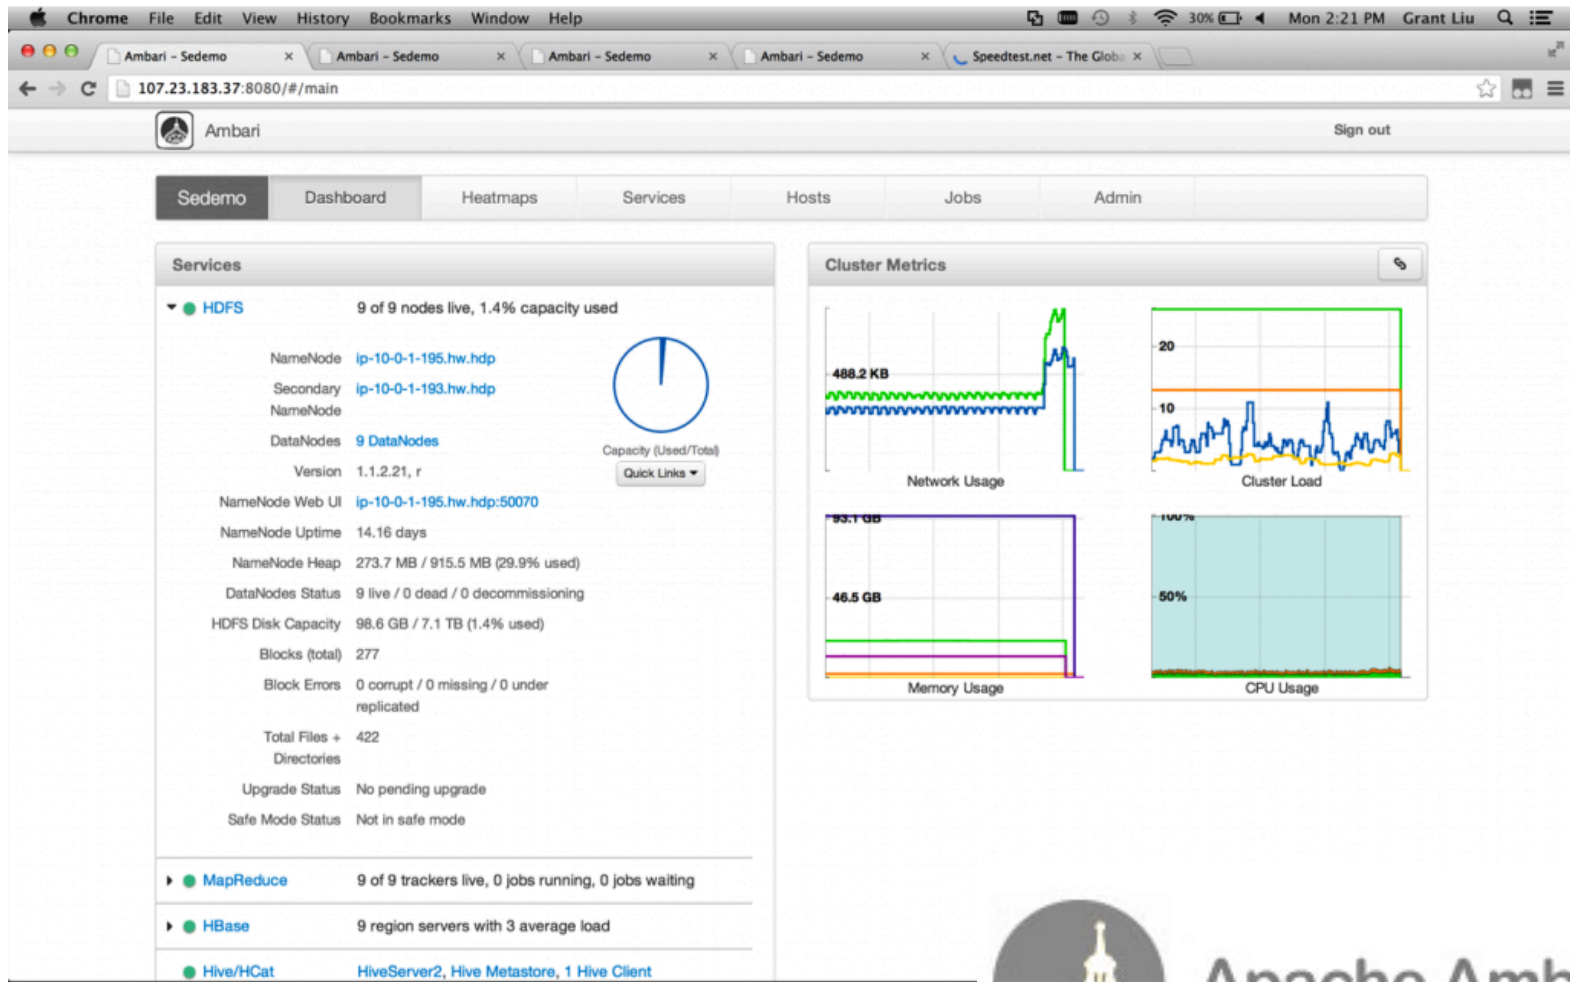 Chrome File Edit View History Bookmarks Window Help 30% Mon 2:21 PM Grant Liu
Ambari – Sedemo × Ambari – Sedemo × Ambari – Sedemo × Ambari – Sedemo × Speedtest.net – The Globa ×
107.23.183.37:8080/#/main
Ambari Sign out
Sedemo Dashboard Heatmaps Services Hosts Jobs Admin
Services
HDFS 9 of 9 nodes live, 1.4% capacity used
NameNode ip-10-0-1-195.hw.hdp
Secondary NameNode ip-10-0-1-193.hw.hdp
DataNodes 9 DataNodes
Capacity (Used/Total)
Version 1.1.2.21, r
Quick Links
NameNode Web UI ip-10-0-1-195.hw.hdp:50070
NameNode Uptime 14.16 days
NameNode Heap 273.7 MB / 915.5 MB (29.9% used)
DataNodes Status 9 live / 0 dead / 0 decommissioning
HDFS Disk Capacity 98.6 GB / 7.1 TB (1.4% used)
Blocks (total) 277
Block Errors 0 corrupt / 0 missing / 0 under
replicated
Total Files + Directories 422
Upgrade Status No pending upgrade
Safe Mode Status Not in safe mode
MapReduce 9 of 9 trackers live, 0 jobs running, 0 jobs waiting
HBase 9 region servers with 3 average load
Hive/HCat HiveServer2, Hive Metastore, 1 Hive Client
Cluster Metrics
488.2 KB
Network Usage
20
10
Cluster Load
93.1 GB
46.5 GB
Memory Usage
100%
50%
CPU Usage
Apache Amb